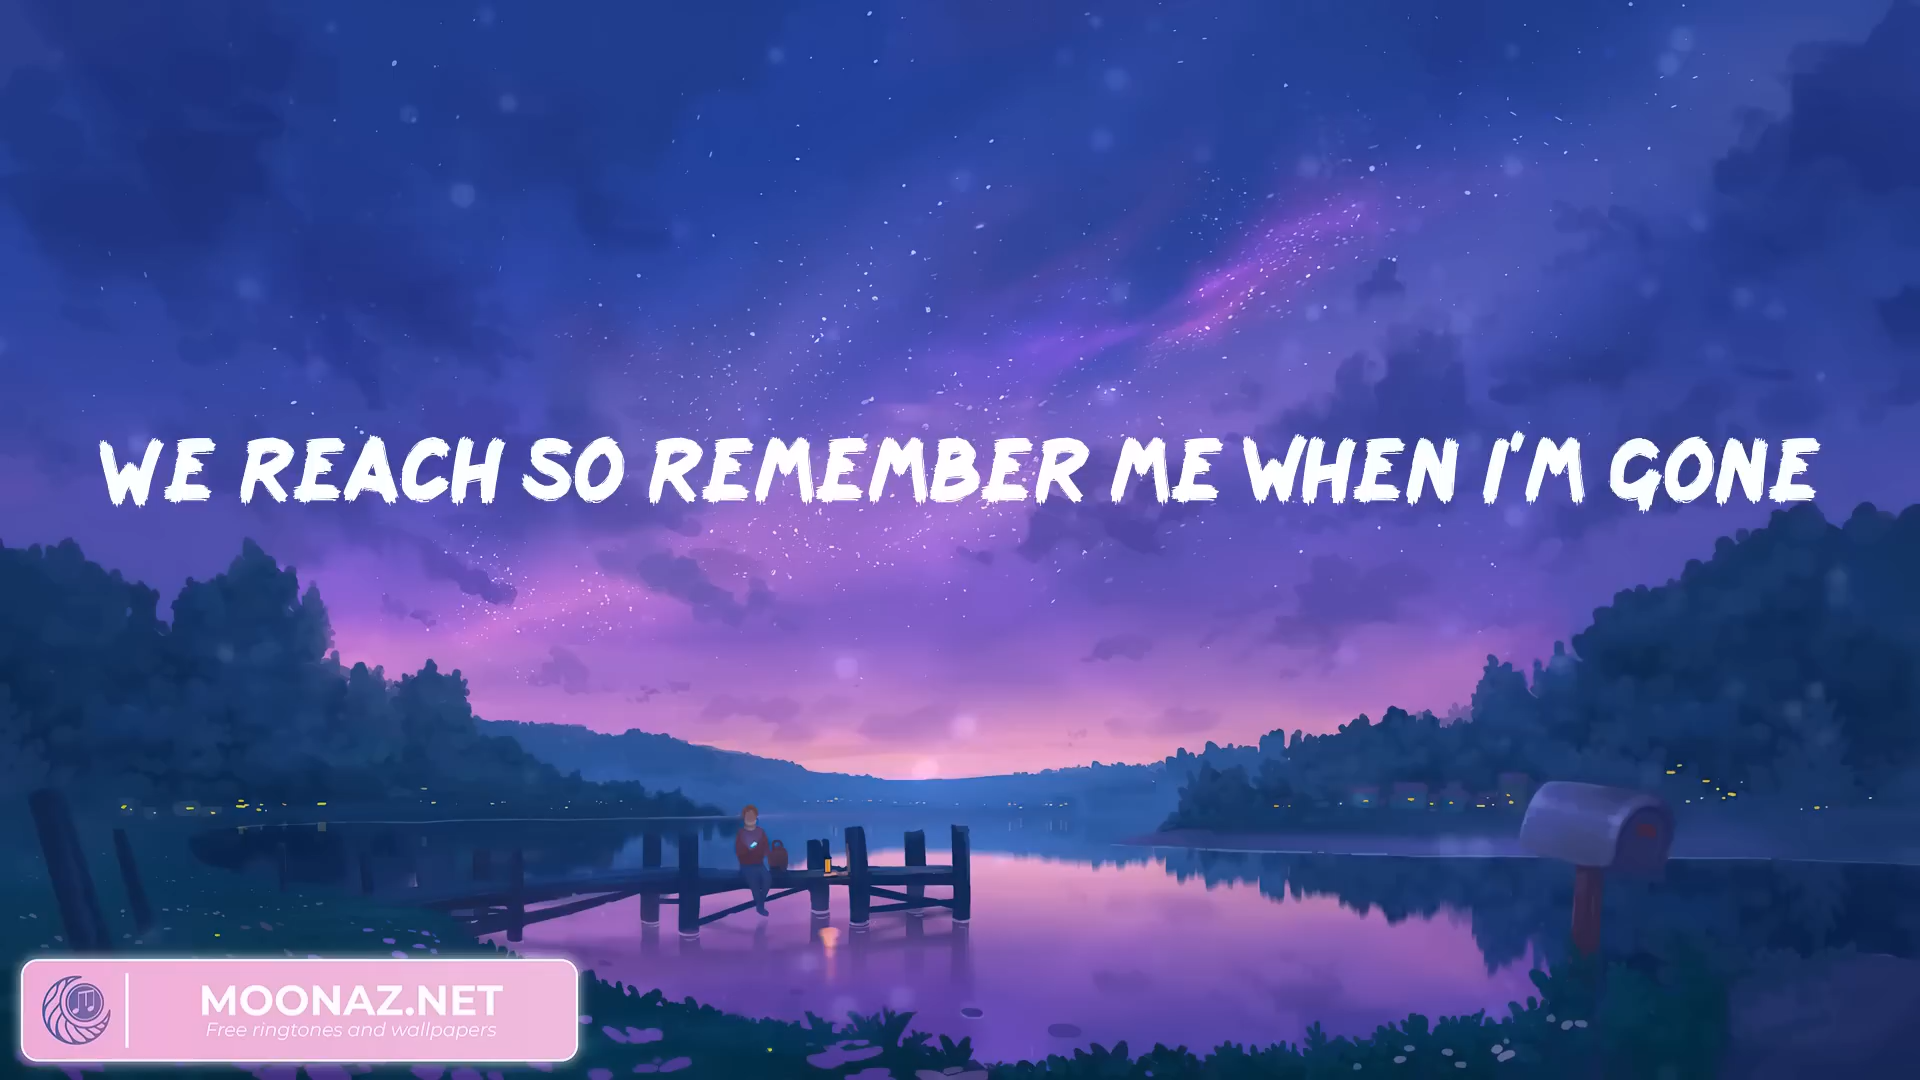 WE REACH SO REMEMBER ME WHEN I'M GONE
MOONAZ.NET
Free ringtones and wallpapers